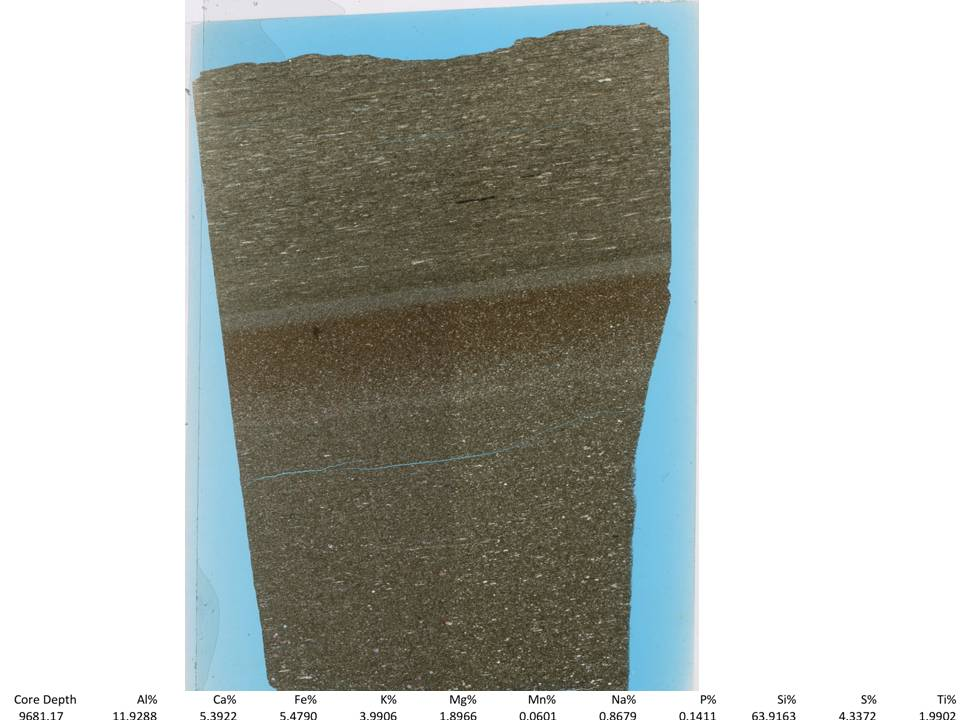 Core Depth Al% Ca% Fe% K% Mg% Mn% Na% P% Si% S% Ti%
9681.17 11.9288 5.3922 5.4790 3.9906 1.8966 0.0601 0.8679 0.1411 63.9163 4.3372 1.9902